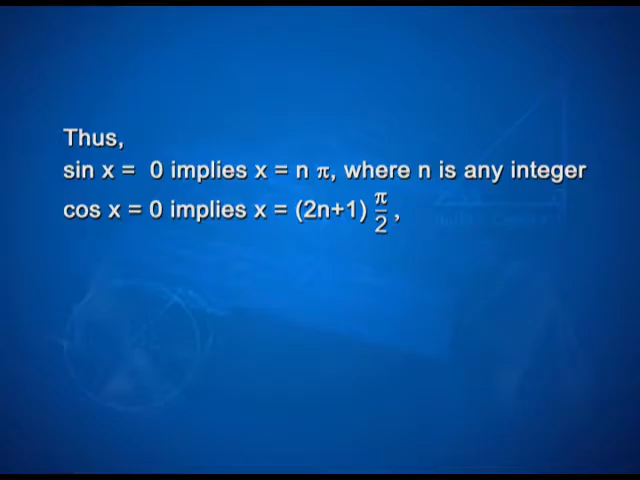 Thus,
sin x = 0 implies x = n π, where n is any integer
cos x = 0 implies x = (2n+1) π/2 ,